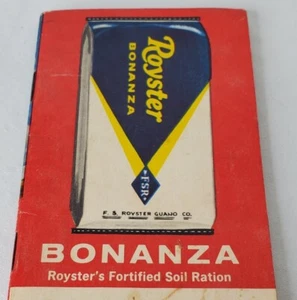 Royster
BONANZA
FSR
F. S. ROYSTER GUANO CO.
BONANZA
Royster's Fortified Soil Ration